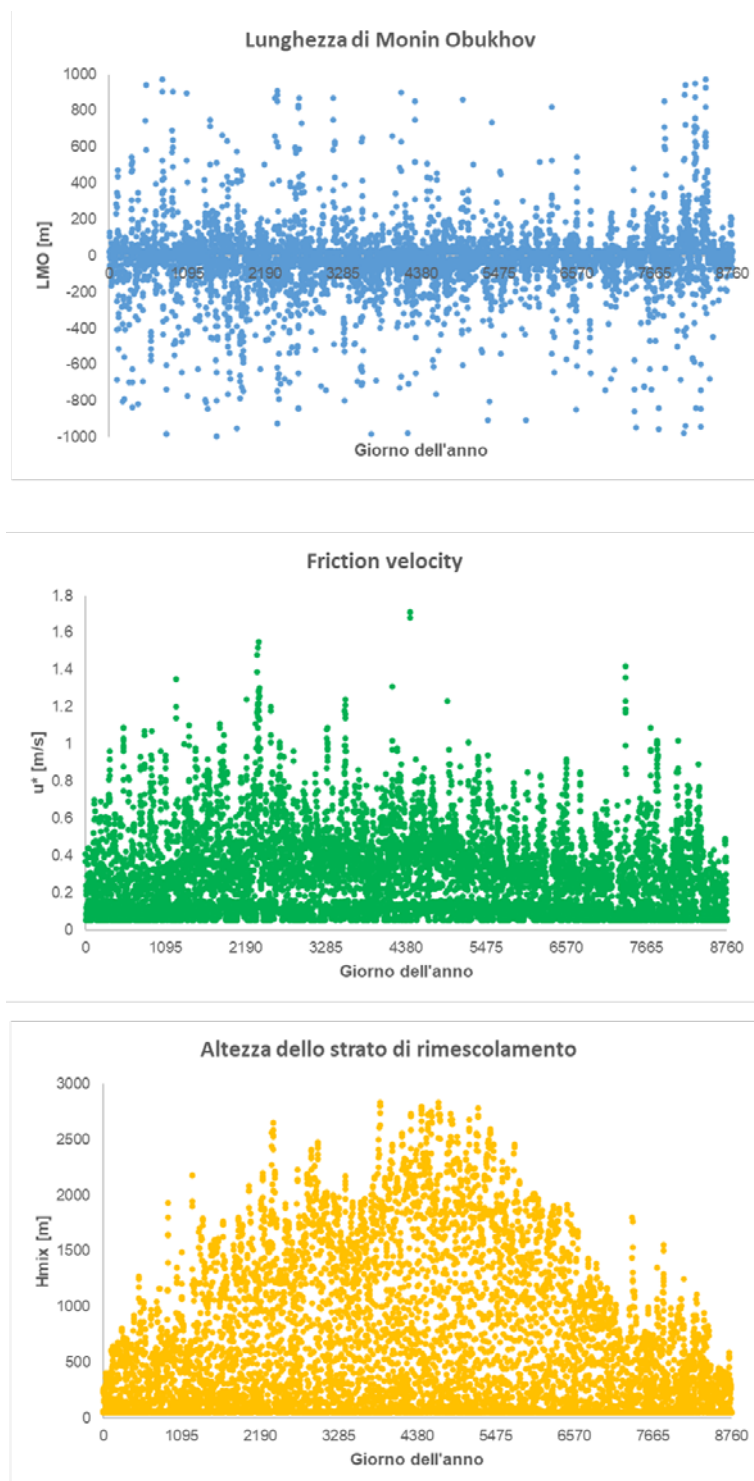 Lunghezza di Monin Obukhov
1000
800
600
400
200
0
-200
-400
-600
-800
-1000
LMO [m]
0 1095 2190 3285 4380 5475 6570 7665 8760
Giorno dell'anno
Friction velocity
1.8
1.6
1.4
1.2
1
0.8
0.6
0.4
0.2
0
u* [m/s]
0 1095 2190 3285 4380 5475 6570 7665 8760
Giorno dell'anno
Altezza dello strato di rimescolamento
3000
2500
2000
1500
1000
500
0
Hmix [m]
0 1095 2190 3285 4380 5475 6570 7665 8760
Giorno dell'anno